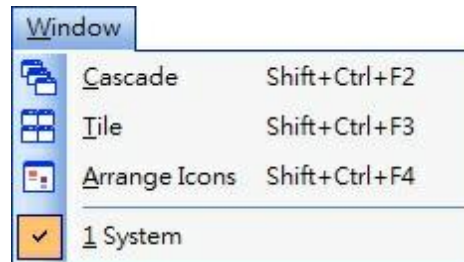 Window
Cascade Shift+Ctrl+F2
Tile Shift+Ctrl+F3
Arrange Icons Shift+Ctrl+F4
1 System